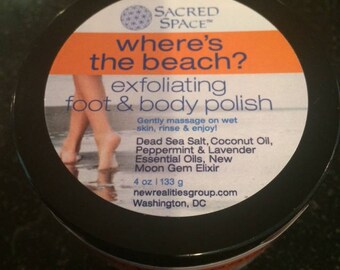 SACRED
SPACE™
where's
the beach?
exfoliating
foot & body polish
Gently massage on wet
skin, rinse & enjoy!
Dead Sea Salt, Coconut Oil,
Peppermint & Lavender
Essential Oils, New
Moon Gem Elixir
4 oz | 133 g
newrealitiesgroup.com
Washington, DC